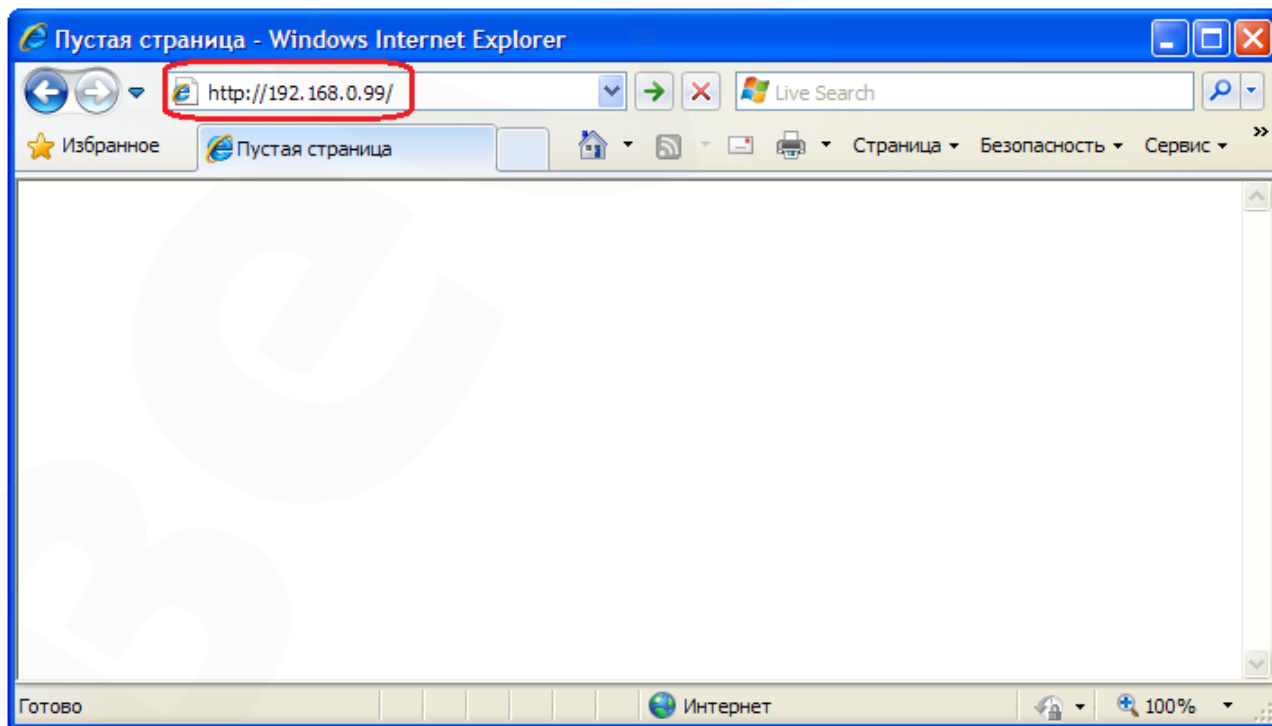 Пустая страница - Windows Internet Explorer
http://192.168.0.99/
Live Search
Избранное
Пустая страница
Страница
Безопасность
Сервис
Готово
Интернет
100%